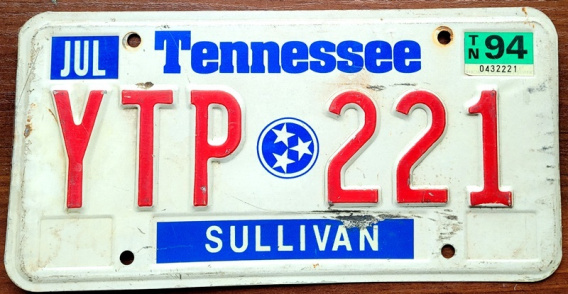 JUL Tennessee TN 94
0432221
YTP 221
SULLIVAN